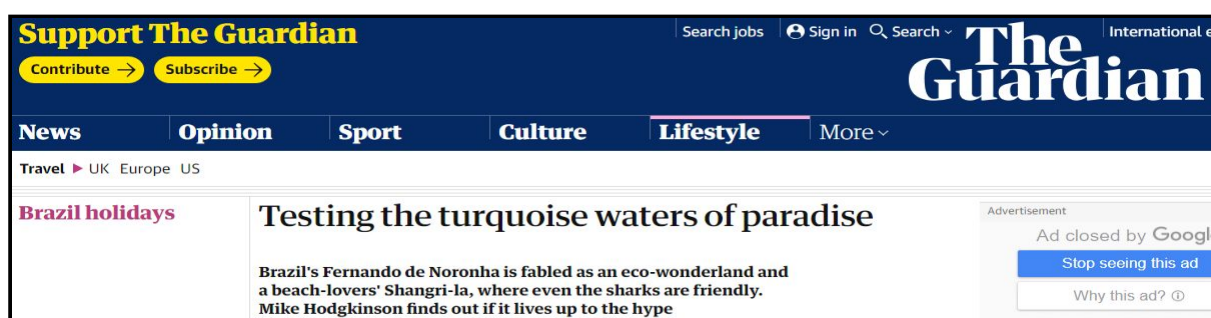 Support The Guardian
Search jobs Sign in Search International e
Contribute → Subscribe →
The
Guardian
News Opinion Sport Culture Lifestyle More
Travel ▶ UK Europe US
Brazil holidays
Testing the turquoise waters of paradise
Brazil's Fernando de Noronha is fabled as an eco-wonderland and
a beach-lovers' Shangri-la, where even the sharks are friendly.
Mike Hodgkinson finds out if it lives up to the hype
Advertisement
Ad closed by Googl
Stop seeing this ad
Why this ad?